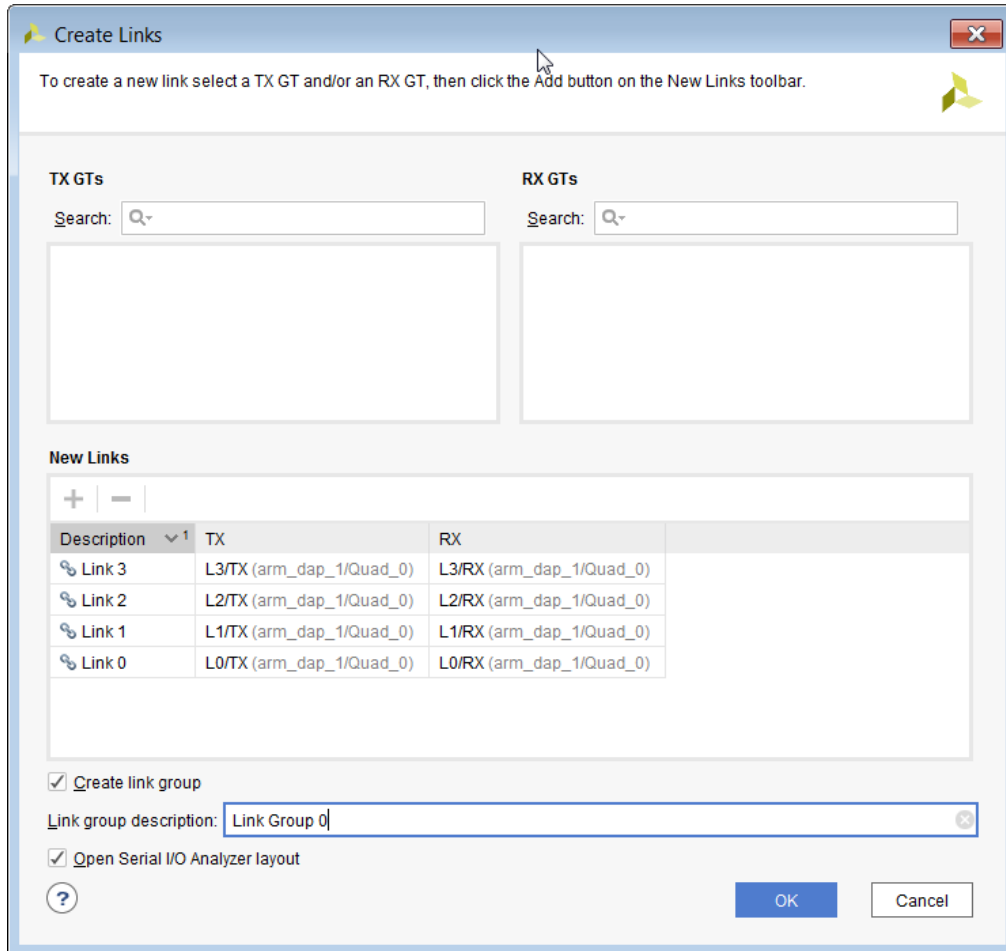 Create Links
To create a new link select a TX GT and/or an RX GT, then click the Add button on the New Links toolbar.
TX GTs RX GTs
Search: Search:
New Links
Description 1 TX RX
Link 3 L3/TX (arm_dap_1/Quad_0) L3/RX (arm_dap_1/Quad_0)
Link 2 L2/TX (arm_dap_1/Quad_0) L2/RX (arm_dap_1/Quad_0)
Link 1 L1/TX (arm_dap_1/Quad_0) L1/RX (arm_dap_1/Quad_0)
Link 0 L0/TX (arm_dap_1/Quad_0) L0/RX (arm_dap_1/Quad_0)
Create link group
Link group description: Link Group 0
Open Serial I/O Analyzer layout
? OK Cancel